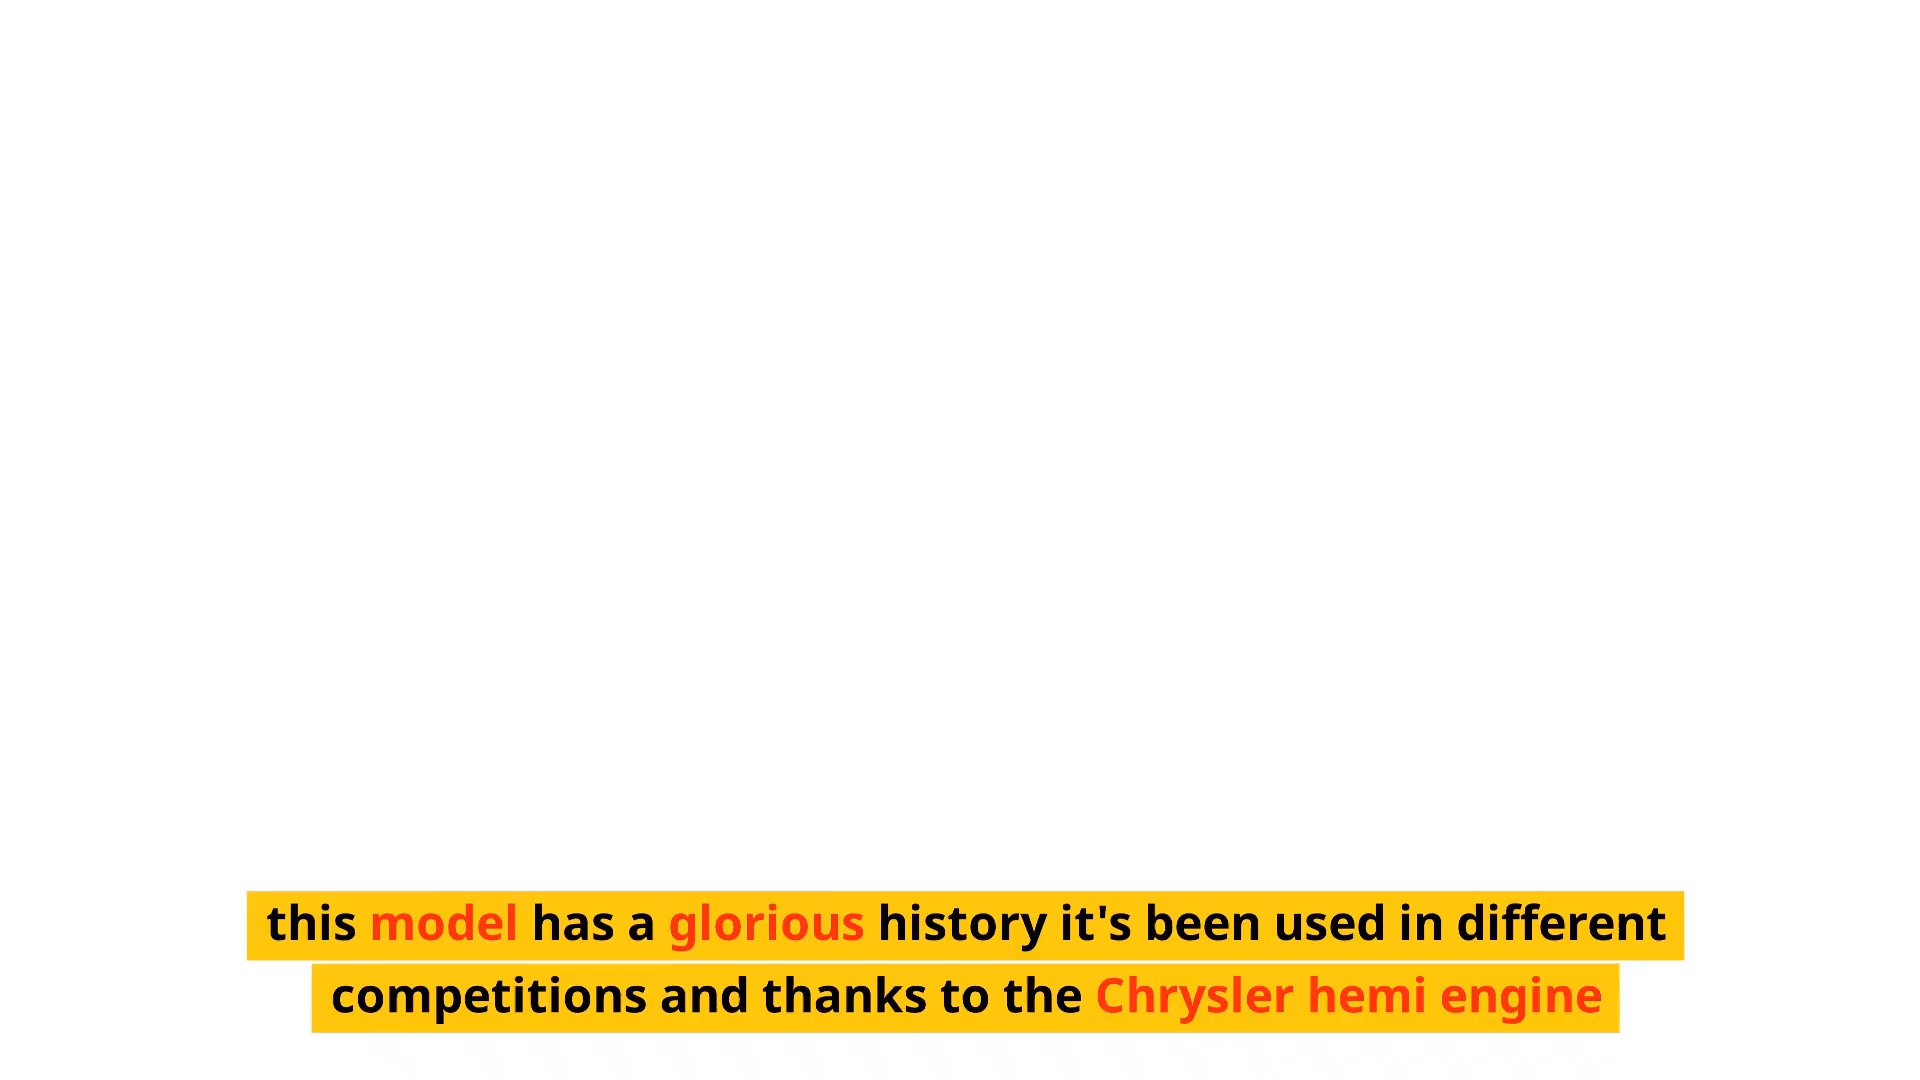 this model has a glorious history it's been used in different
competitions and thanks to the Chrysler hemi engine